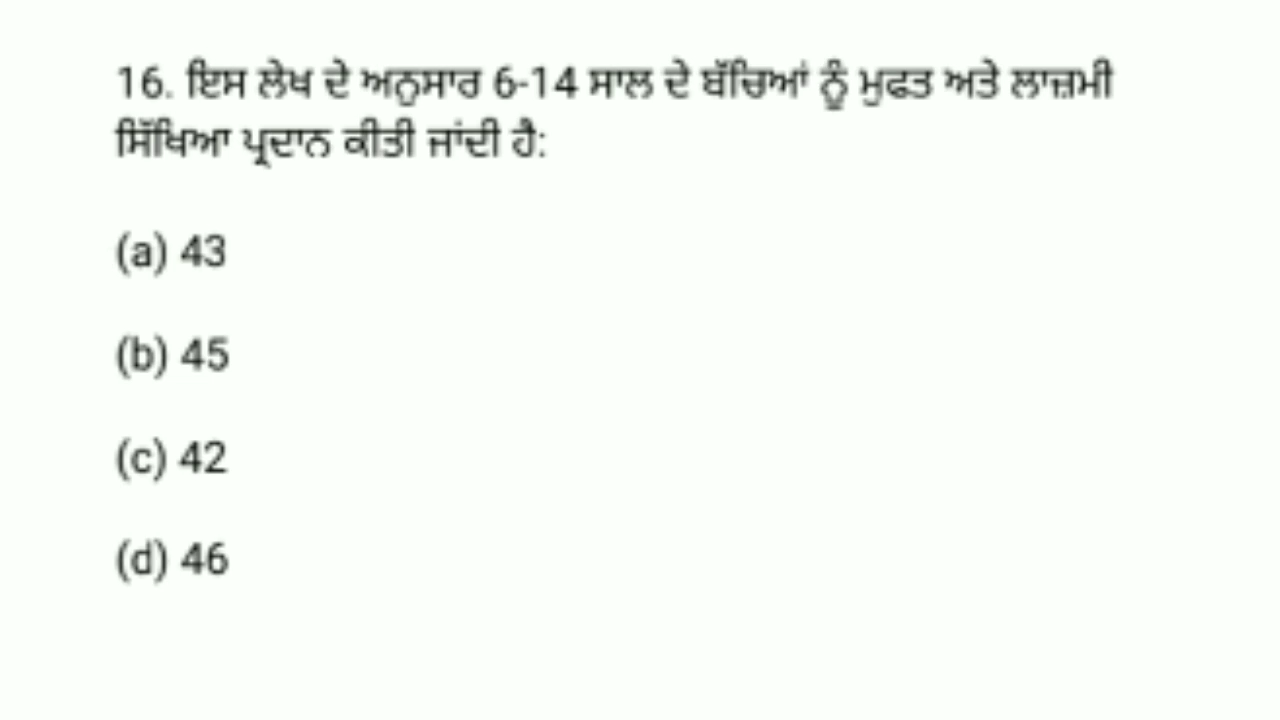 16. ਇਸ ਲੇਖ ਦੇ ਅਨੁਸਾਰ 6-14 ਸਾਲ ਦੇ ਬੱਚਿਆਂ ਨੂੰ ਮੁਫਤ ਅਤੇ ਲਾਜ਼ਮੀ
ਸਿੱਖਿਆ ਪ੍ਰਦਾਨ ਕੀਤੀ ਜਾਂਦੀ ਹੈ:
(a) 43
(b) 45
(c) 42
(d) 46